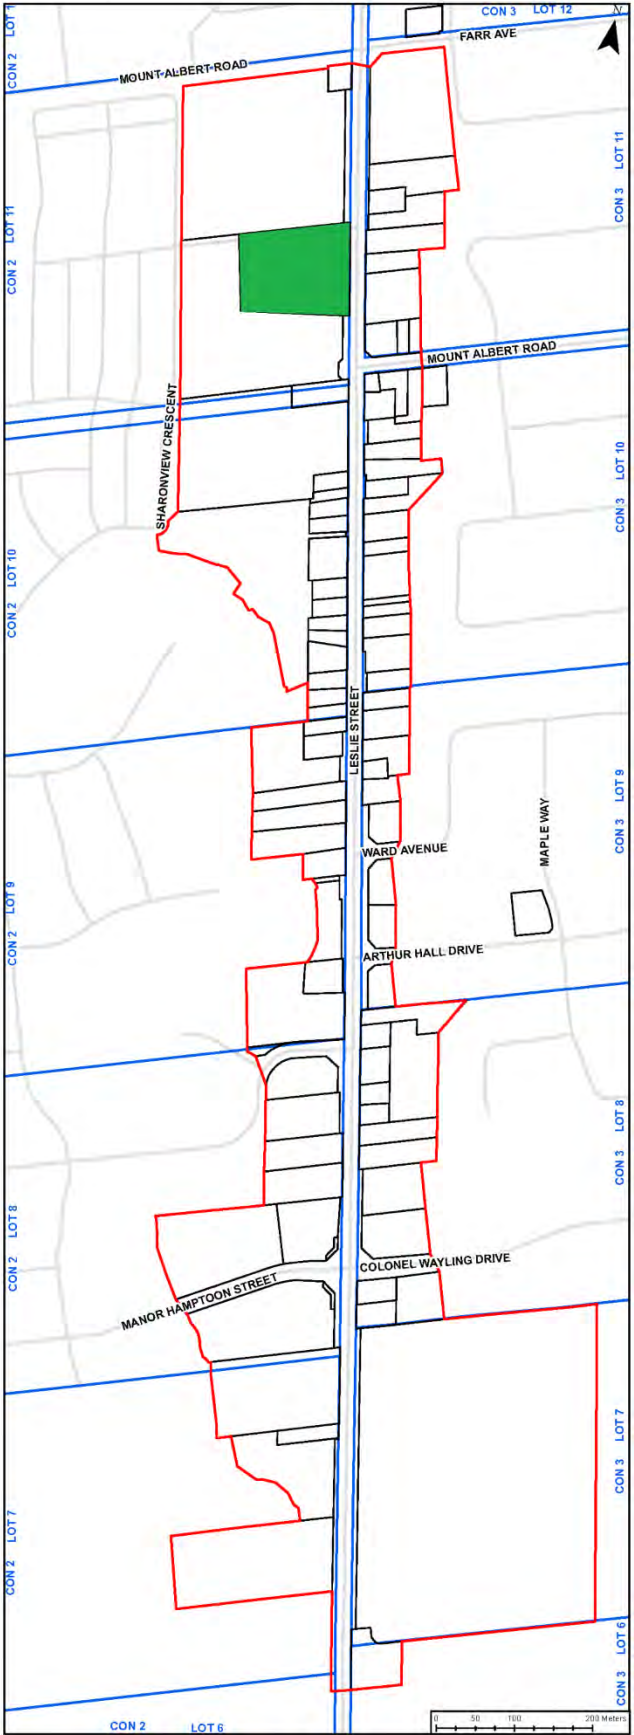 CON 3 LOT 12
N
FARR AVE
CON 2 LOT 1
MOUNT ALBERT ROAD
CON 3 LOT 11
CON 2 LOT 11
MOUNT ALBERT ROAD
SHARONVIEW CRESCENT
CON 3 LOT 10
CON 2 LOT 10
LESLIE STREET
CON 3 LOT 9
MAPLE WAY
WARD AVENUE
CON 2 LOT 9
ARTHUR HALL DRIVE
CON 3 LOT 8
CON 2 LOT 8
COLONEL WAYLING DRIVE
MANOR HAMPTOON STREET
CON 3 LOT 7
CON 2 LOT 7
CON 3 LOT 6
0 50 100 200 Meters
CON 2 LOT 6